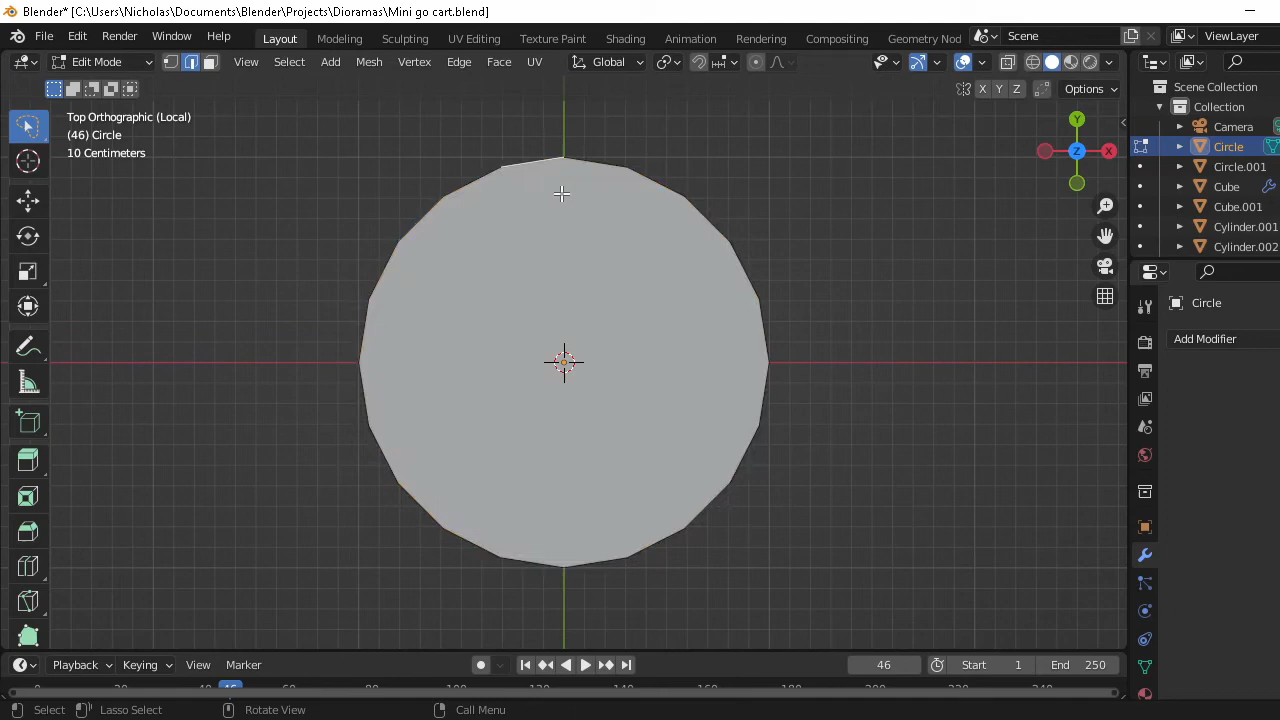 Blender* [C:\Users\Nicholas\Documents\Blender\Projects\Dioramas\Mini go cart.blend]
File Edit Render Window Help Layout Modeling Sculpting UV Editing Texture Paint Shading Animation Rendering Compositing Geometry Nod Scene ViewLayer
Edit Mode View Select Add Mesh Vertex Edge Face UV Global
X Y Z Options
Top Orthographic (Local)
(46) Circle
10 Centimeters
Y
Z
X
Scene Collection
Collection
Camera
Circle
Circle.001
Cube
Cube.001
Cylinder.001
Cylinder.002
Circle
Add Modifier
Playback Keying View Marker 46 Start 1 End 250
46
Select Lasso Select Rotate View Call Menu